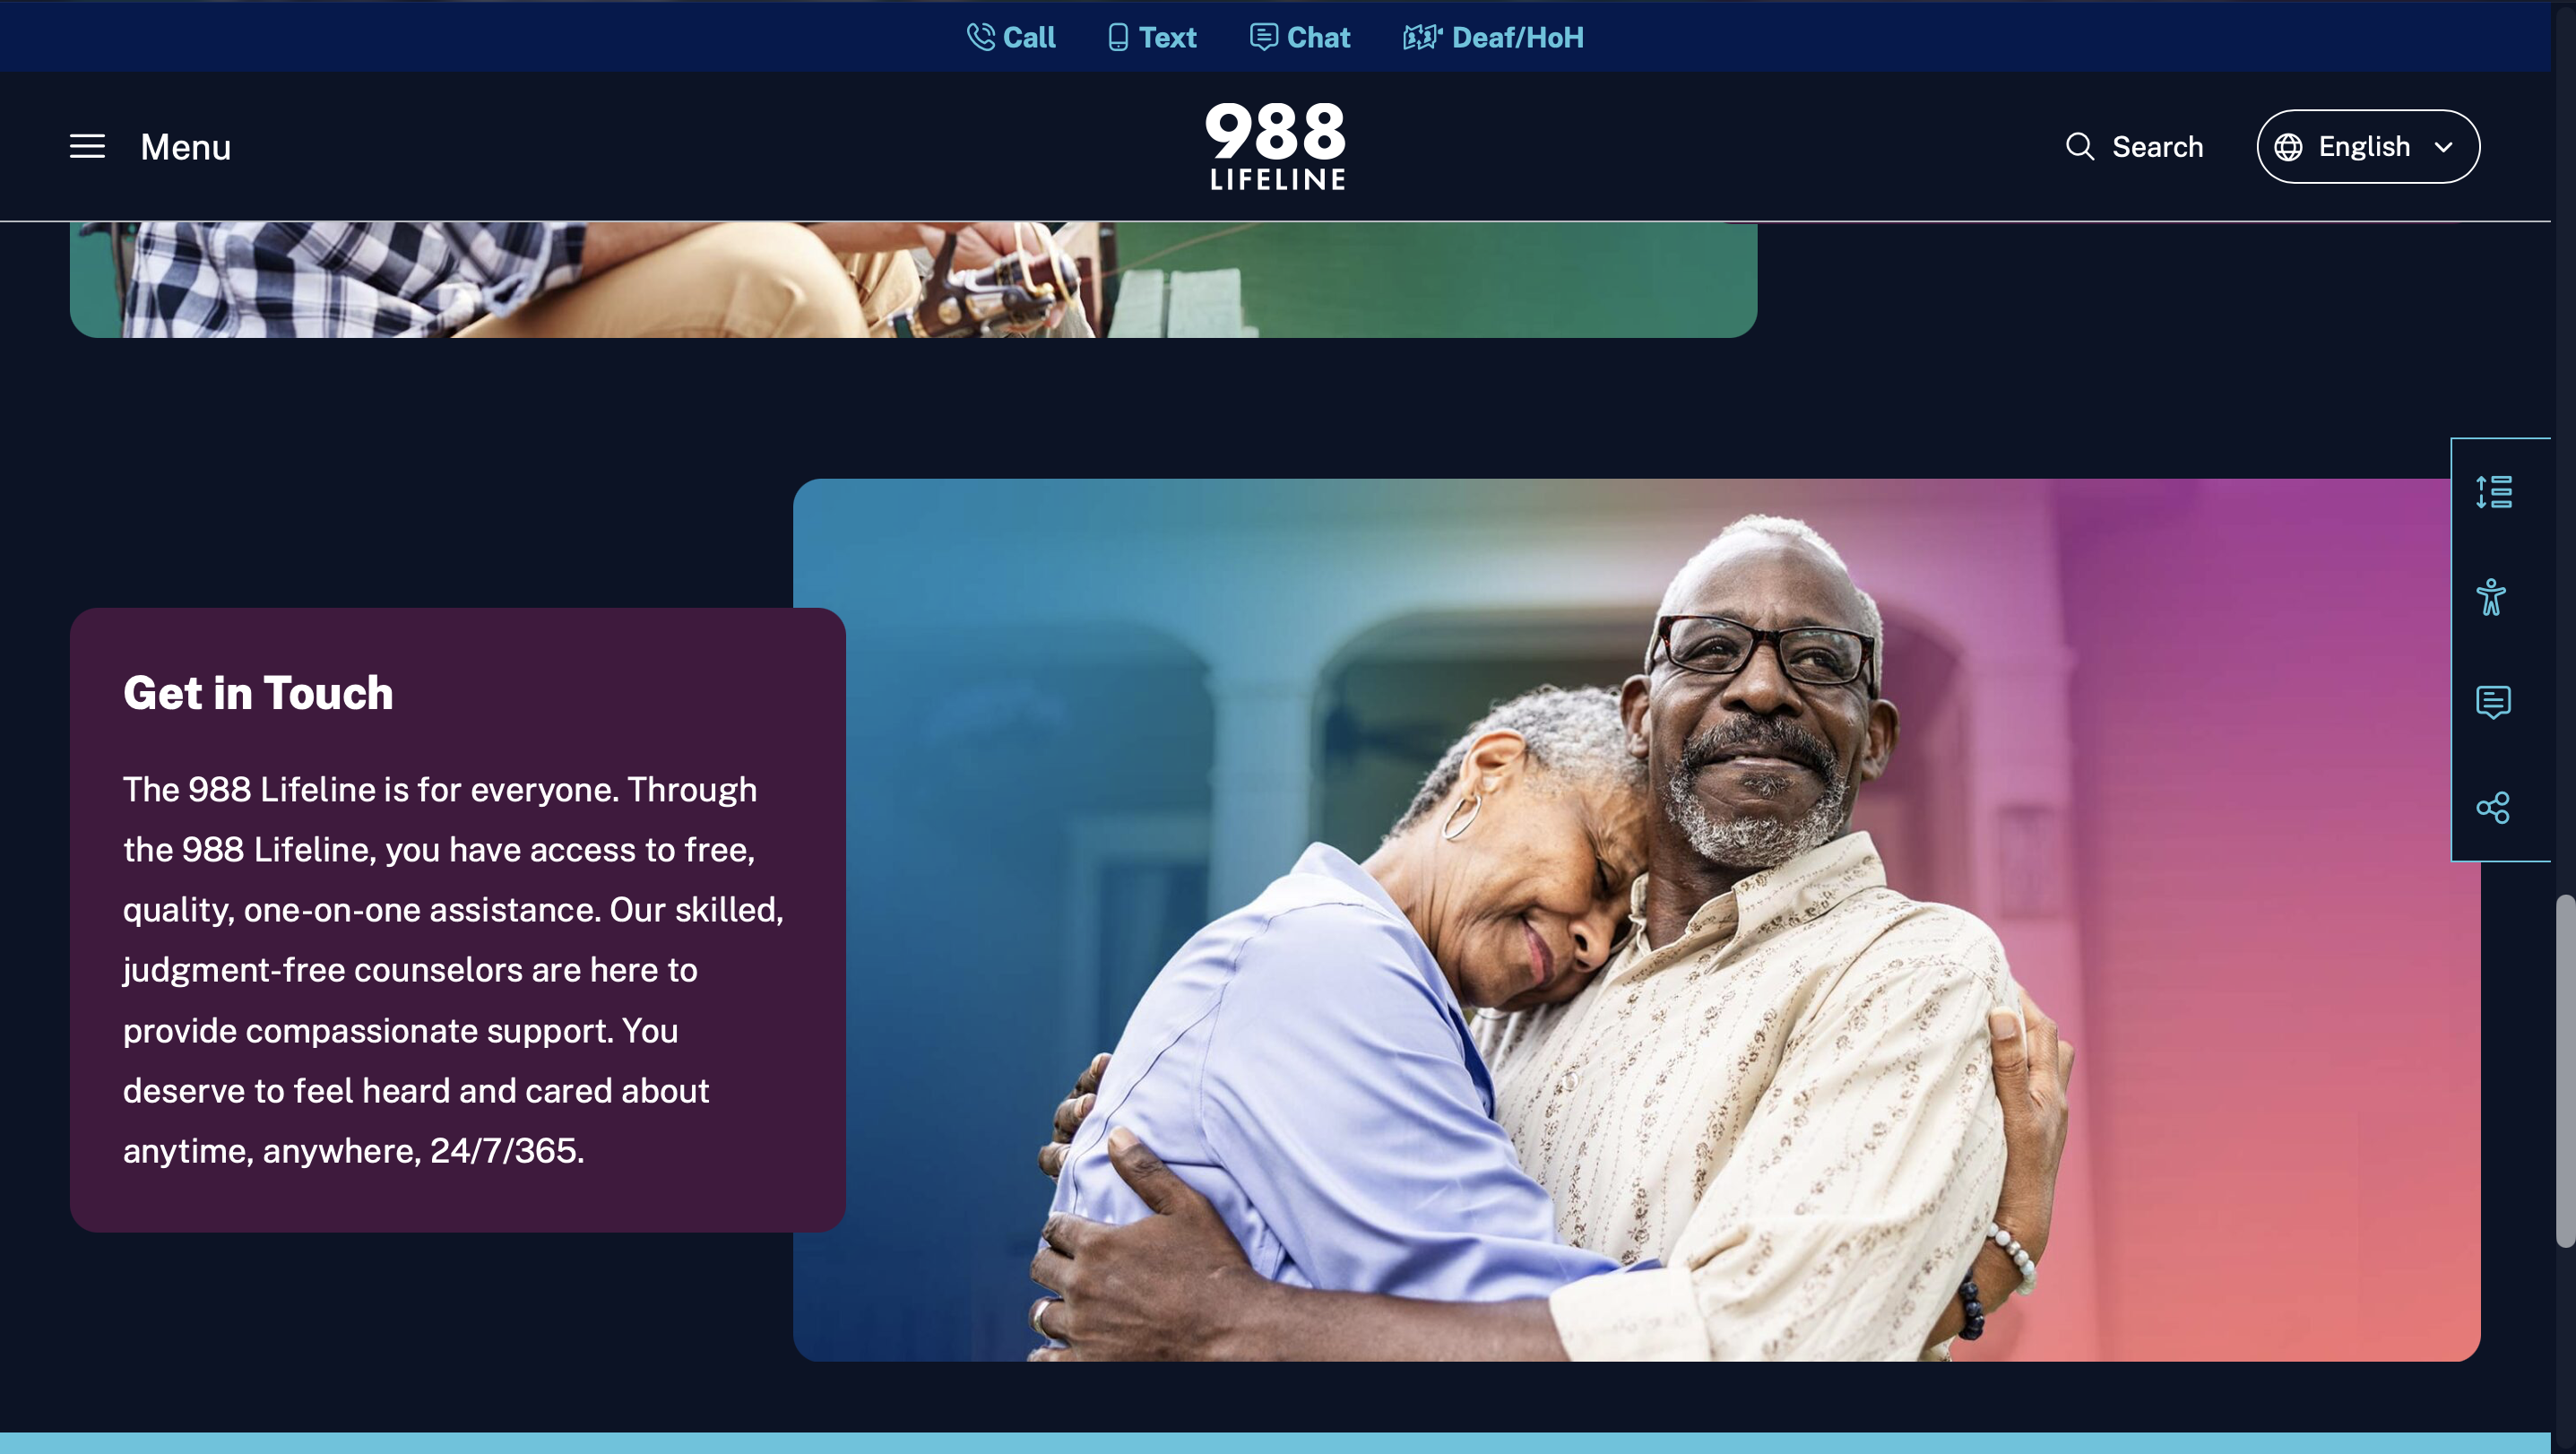 Call Text Chat Deaf/HoH
Menu
988
LIFELINE
Search
English
Get in Touch
The 988 Lifeline is for everyone. Through
the 988 Lifeline, you have access to free,
quality, one-on-one assistance. Our skilled,
judgment-free counselors are here to
provide compassionate support. You
deserve to feel heard and cared about
anytime, anywhere, 24/7/365.